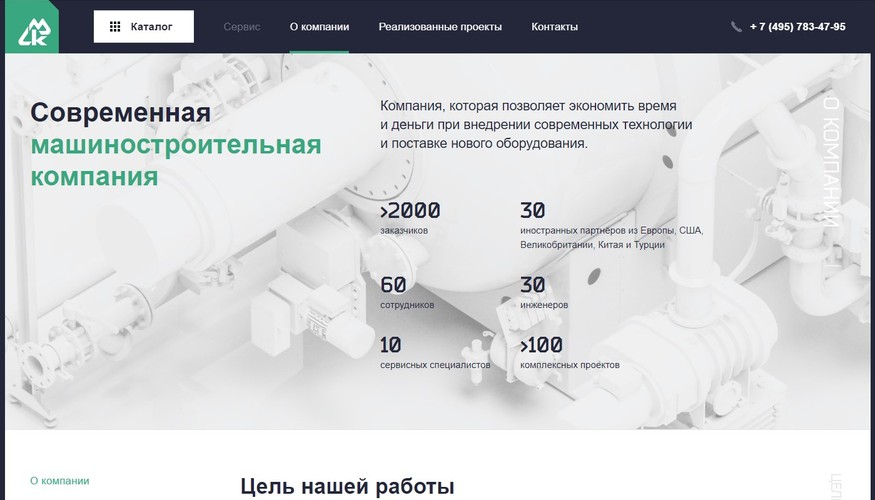 МСК
Каталог
Сервис
О компании
Реализованные проекты
Контакты
+ 7 (495) 783-47-95
Современная
машиностроительная
компания
Компания, которая позволяет экономить время
и деньги при внедрении современных технологии
и поставке нового оборудования.
О КОМПАНИИ
>2000
заказчиков
30
иностранных партнёров из Европы, США,
Великобритании, Китая и Турции
60
сотрудников
30
инженеров
10
сервисных специалистов
>100
комплексных проектов
О компании
Цель нашей работы